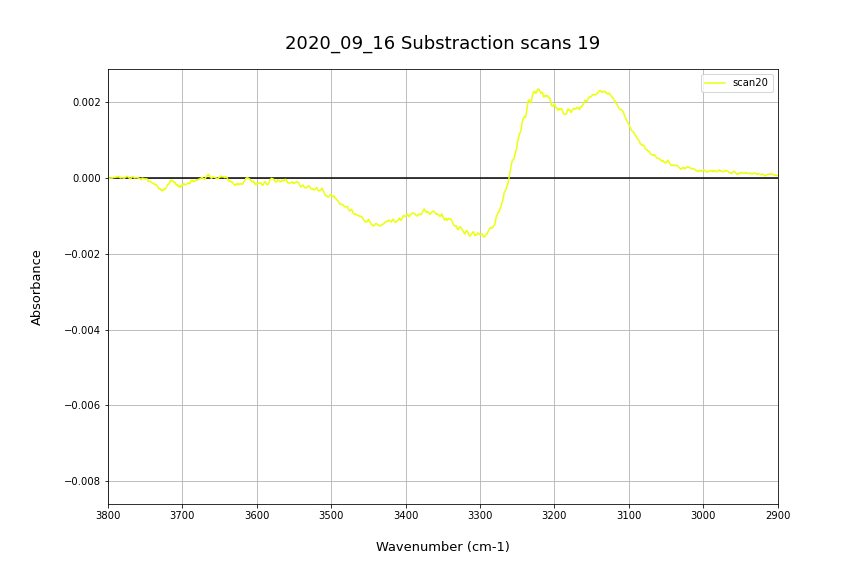 2020_09_16 Substraction scans 19
scan20
0.002
0.000
−0.002
−0.004
−0.006
−0.008
Absorbance
3800 3700 3600 3500 3400 3300 3200 3100 3000 2900
Wavenumber (cm-1)